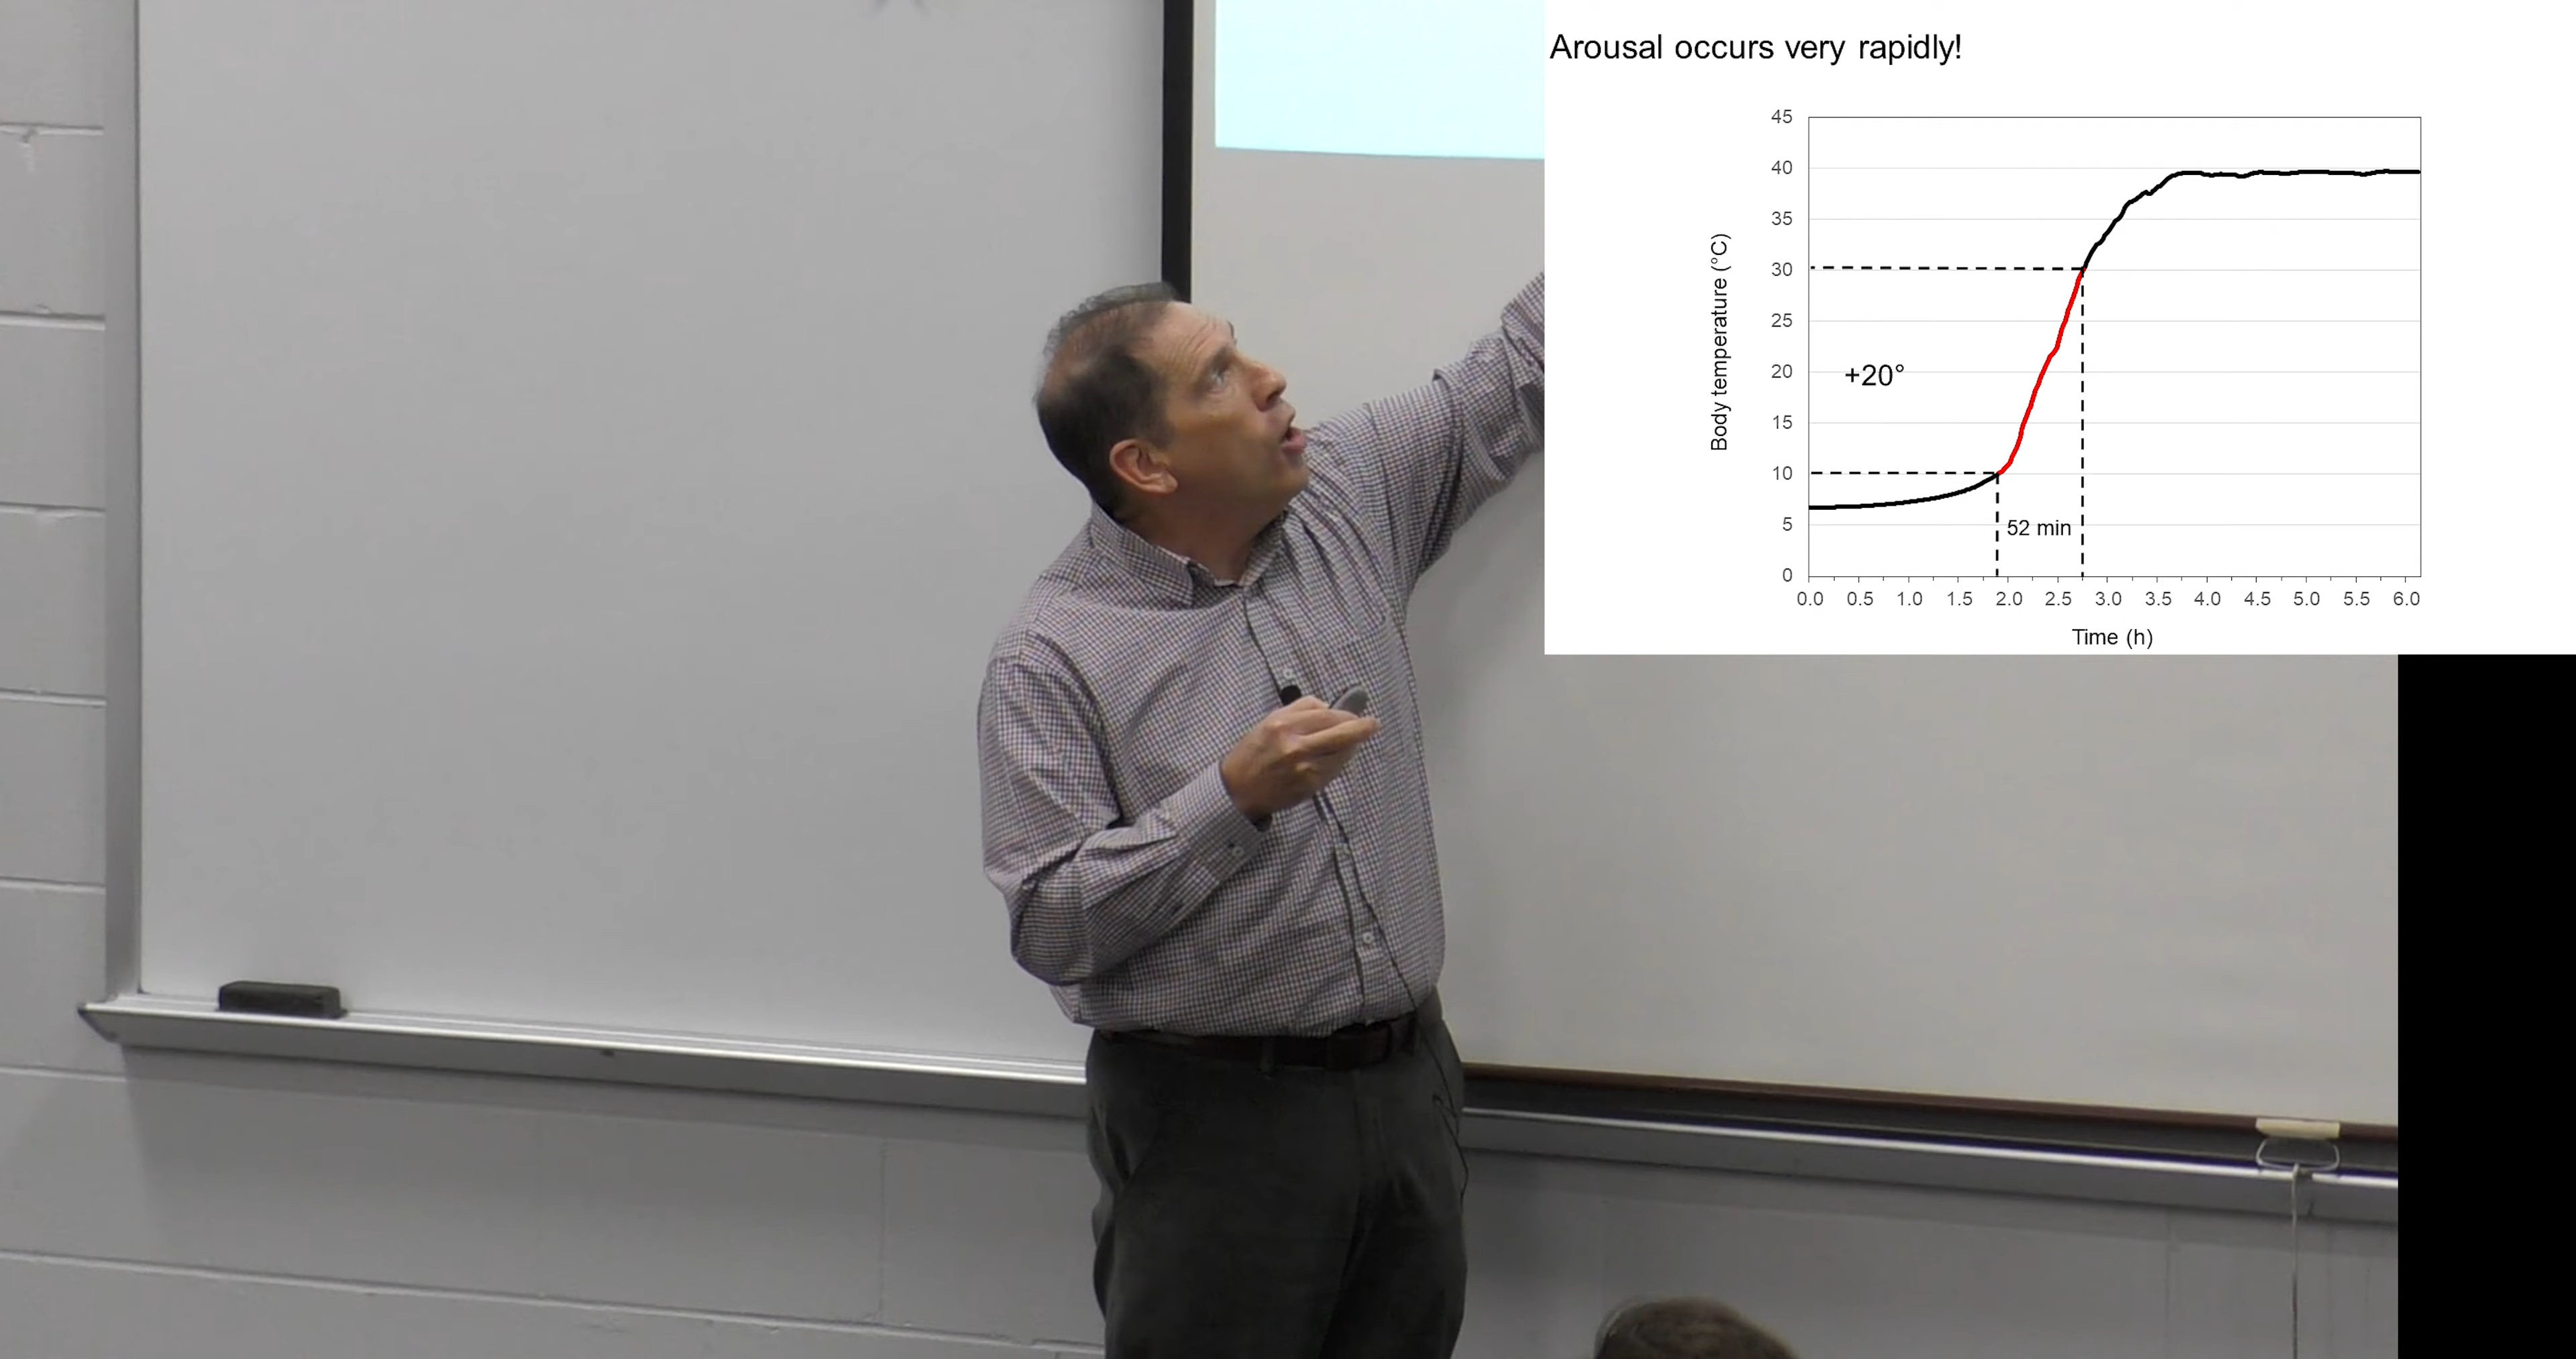 Arousal occurs very rapidly!
45
40
35
30
25
20
15
10
5
0
Body temperature (°C)
+20°
52 min
0.0 0.5 1.0 1.5 2.0 2.5 3.0 3.5 4.0 4.5 5.0 5.5 6.0
Time (h)